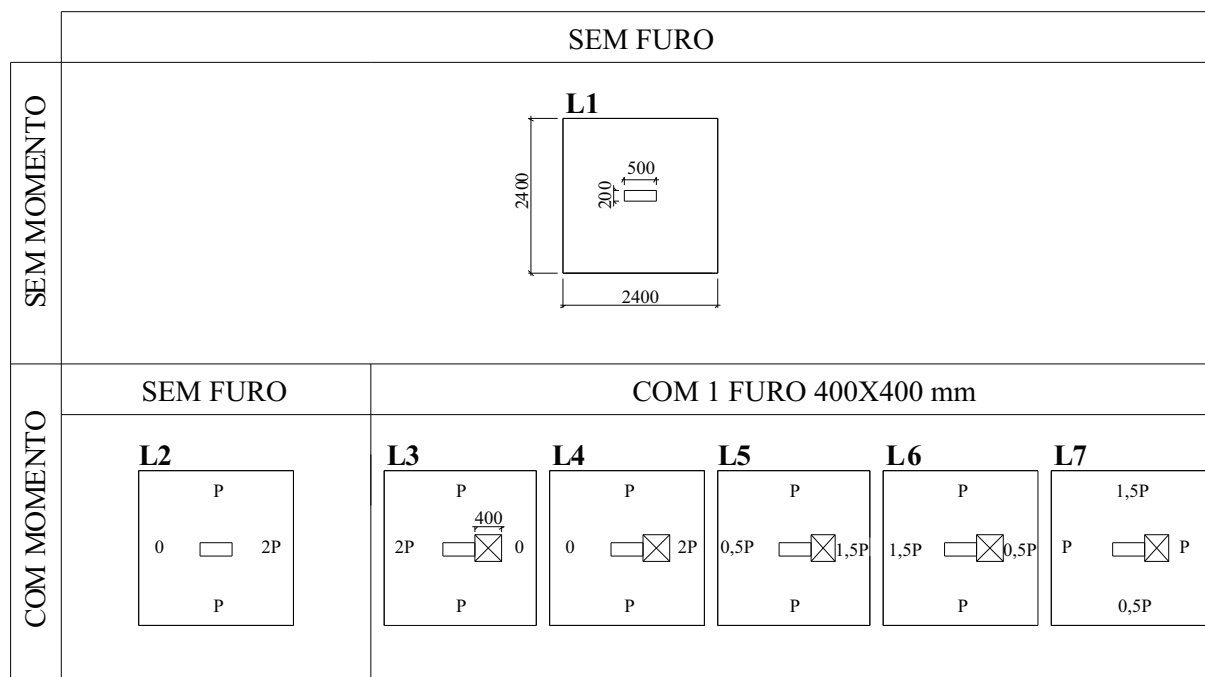 SEM FURO
SEM MOMENTO
L1
500
200
2400
2400
COM MOMENTO
SEM FURO
COM 1 FURO 400X400 mm
L2
P
0
2P
P
L3
P
400
2P
0
P
L4
P
0
2P
P
L5
P
0,5P
1,5P
P
L6
P
1,5P
0,5P
P
L7
1,5P
P
P
0,5P